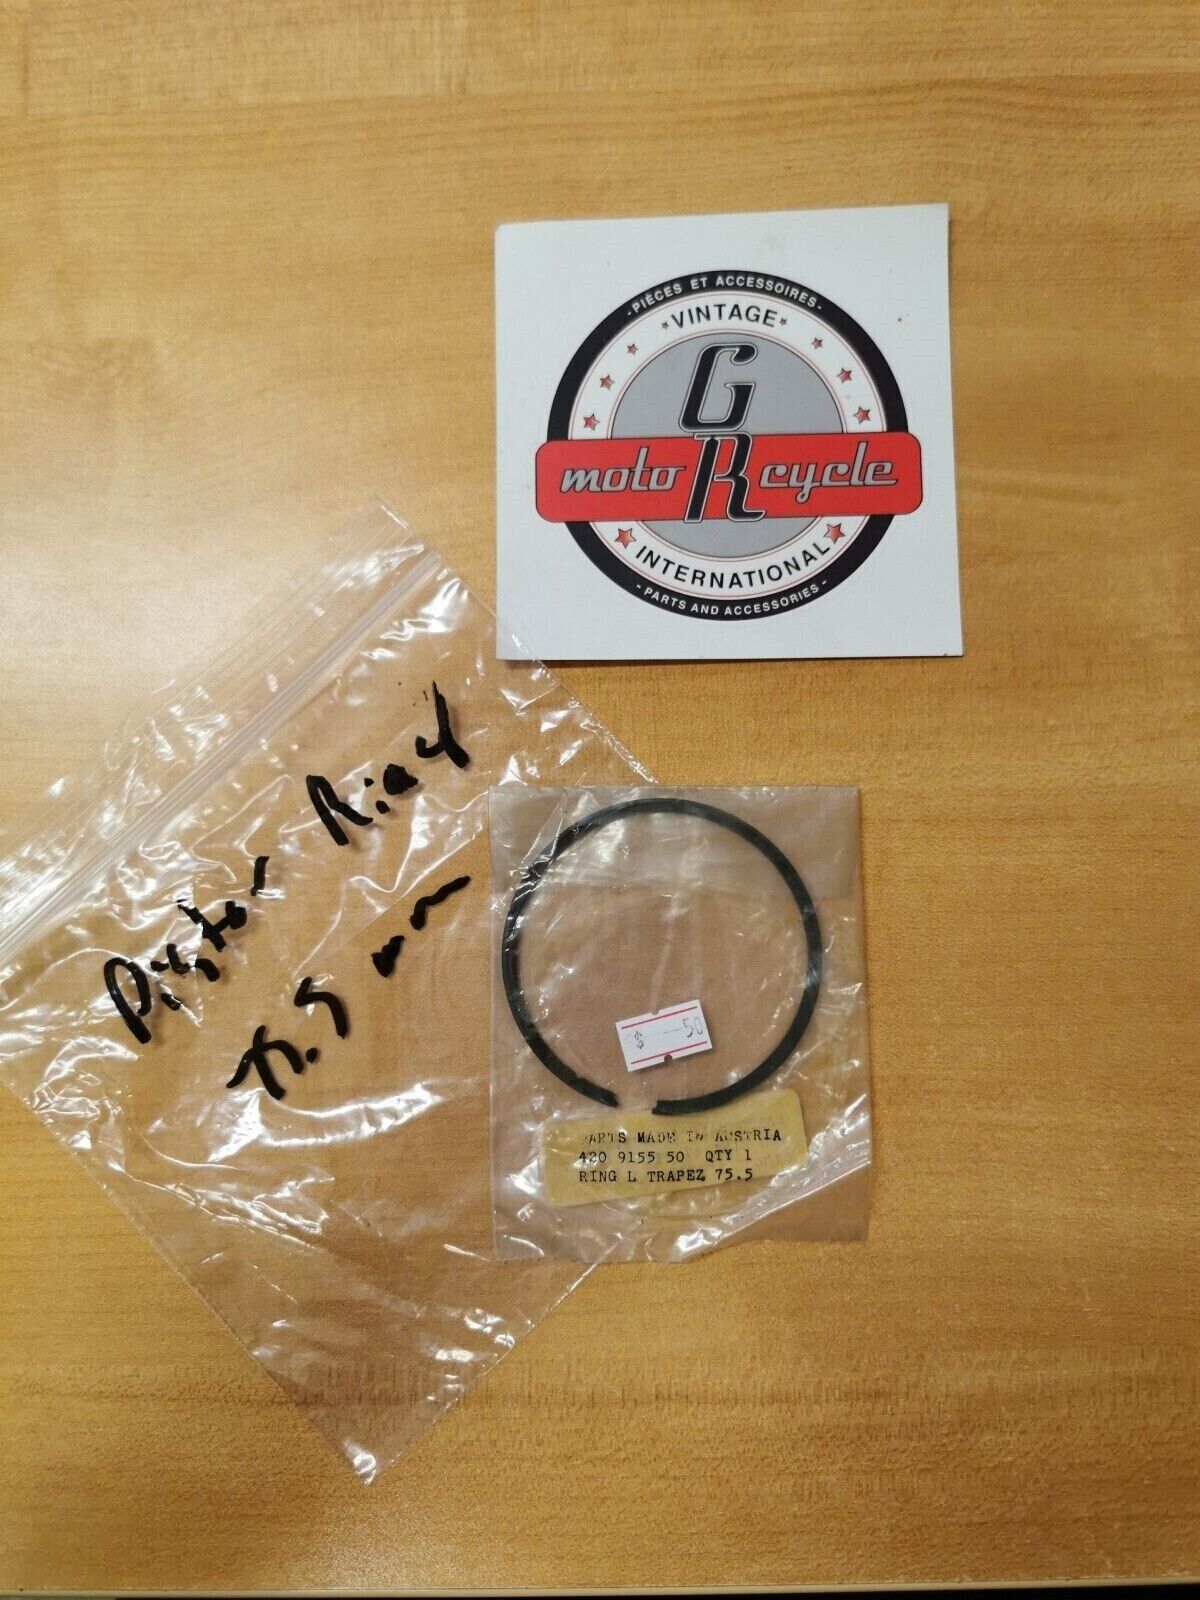 -PIÈCES ET ACCESSOIRES-
VINTAGE
G
moto R cycle
INTERNATIONAL
-PARTS AND ACCESSORIES-
Piston Ring
75.5 mm
$ ---- 50
PARTS MADE IN AUSTRIA
420 9155 50 QTY 1
RING L TRAPEZ 75.5